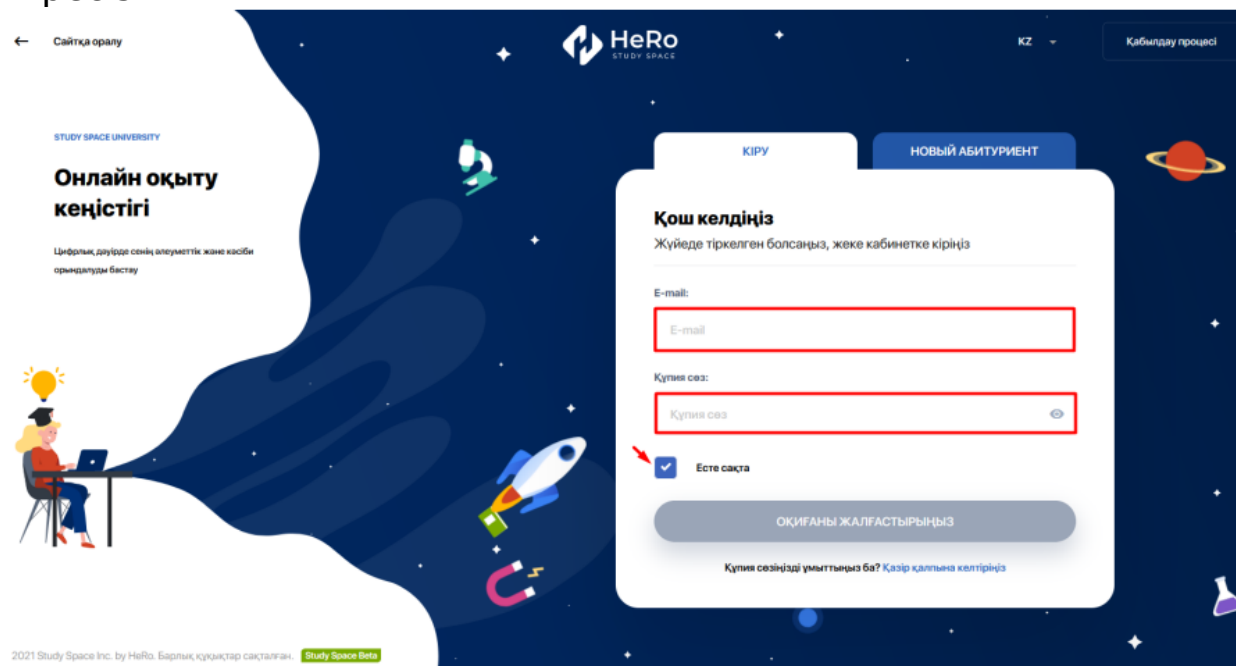 Сайтқа оралу
HeRo
STUDY SPACE
KZ
Қабылдау процесі
STUDY SPACE UNIVERSITY
Онлайн оқыту
кеңістігі
Цифрлық дәуірде сенің әлеуметтік және кәсіби
орындалуды бастау
КІРУ
НОВЫЙ АБИТУРИЕНТ
Қош келдіңіз
Жүйеде тіркелген болсаңыз, жеке кабинетке кіріңіз
E-mail:
E-mail
Құпия сөз:
Құпия сөз
Есте сақта
ОҚИҒАНЫ ЖАЛҒАСТЫРЫҢЫЗ
Құпия сөзіңізді ұмыттыңыз ба? Қазір қалпына келтіріңіз
2021 Study Space Inc. by HeRo. Барлық құқықтар сақталған. Study Space Beta